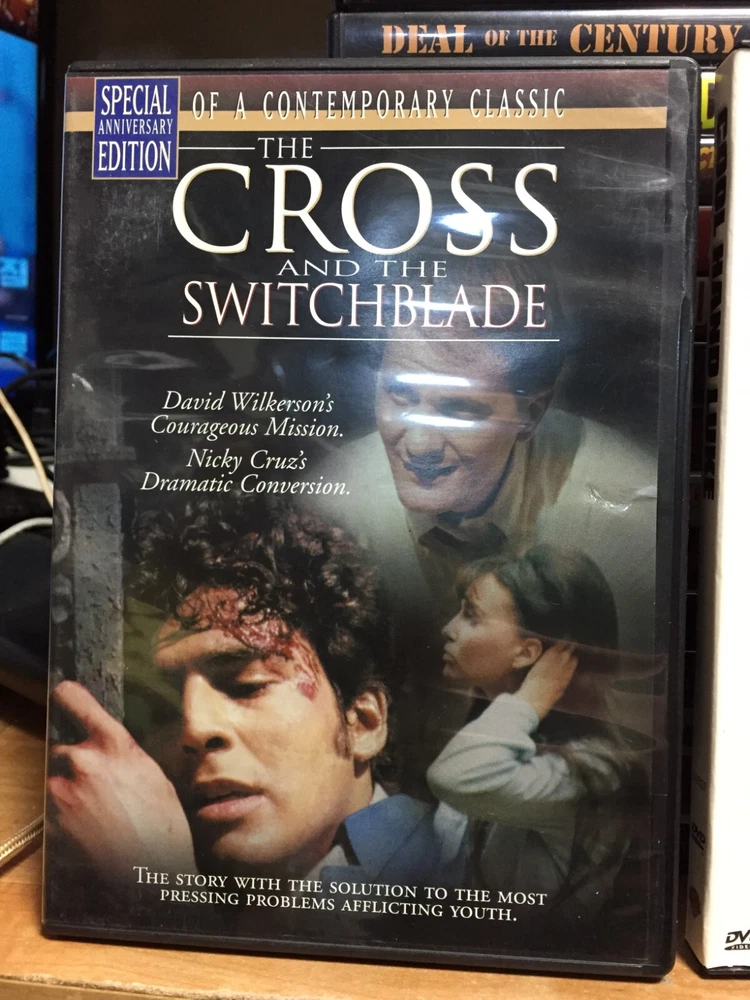 DEAL OF THE CENTURY
SPECIAL
ANNIVERSARY
EDITION
OF A CONTEMPORARY CLASSIC
THE
CROSS
AND THE
SWITCHBLADE
David Wilkerson's
Courageous Mission.
Nicky Cruz's
Dramatic Conversion.
THE STORY WITH THE SOLUTION TO THE MOST
PRESSING PROBLEMS AFFLICTING YOUTH.